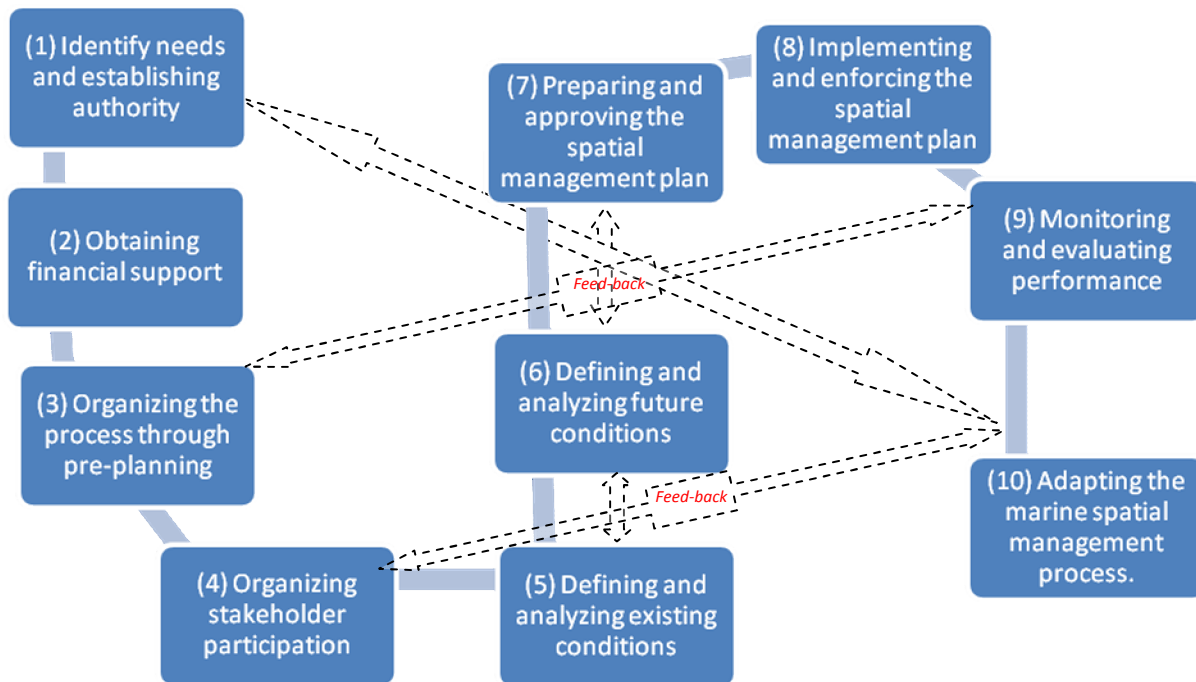 (1) Identify needs
and establishing
authority
(2) Obtaining
financial support
(3) Organizing the
process through
pre-planning
(4) Organizing
stakeholder
participation
(5) Defining and
analyzing existing
conditions
(6) Defining and
analyzing future
conditions
(7) Preparing and
approving the
spatial
management plan
(8) Implementing
and enforcing the
spatial
management plan
(9) Monitoring
and evaluating
performance
(10) Adapting the
marine spatial
management
process.
Feed-back
Feed-back